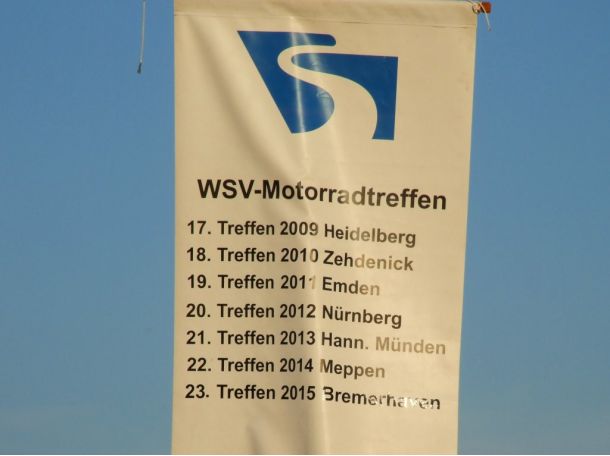 WSV-Motorradtreffen
17. Treffen 2009 Heidelberg
18. Treffen 2010 Zehdenick
19. Treffen 2011 Emden
20. Treffen 2012 Nürnberg
21. Treffen 2013 Hann. Münden
22. Treffen 2014 Meppen
23. Treffen 2015 Bremerhaven